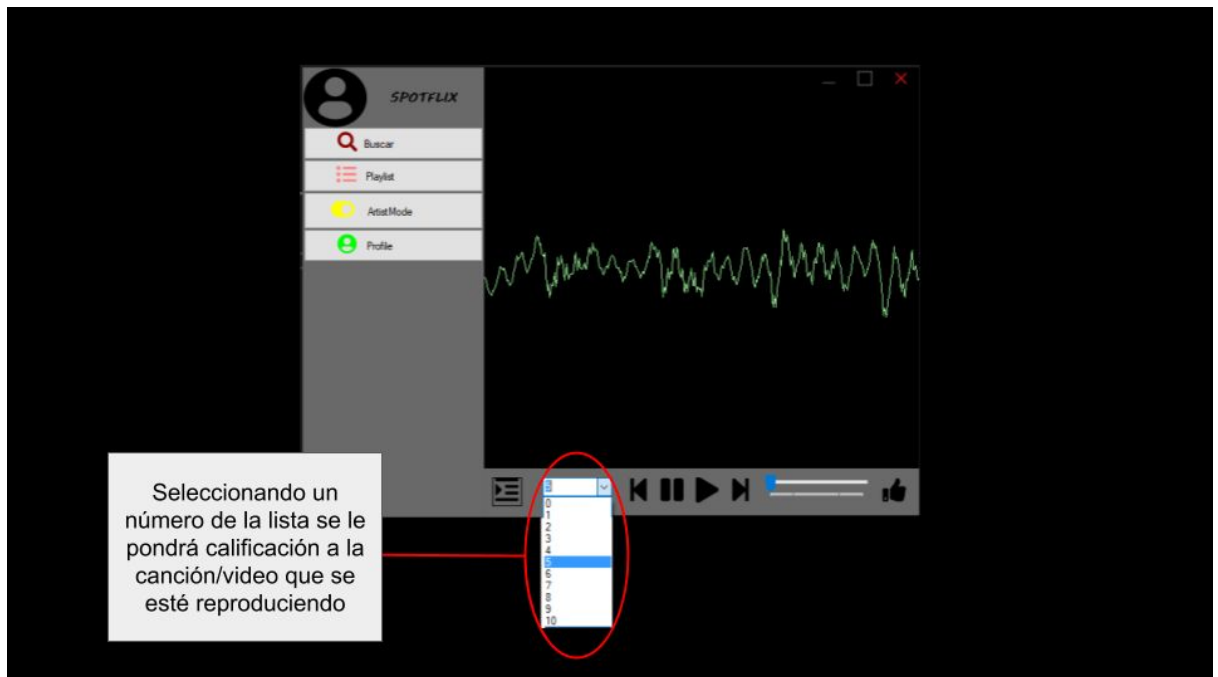 SPOTFLIX
Buscar
Playlist
ArtistMode
Profile
Seleccionando un
número de la lista se le
pondrá calificación a la
canción/video que se
esté reproduciendo
5
0
1
2
3
4
5
6
7
8
9
10